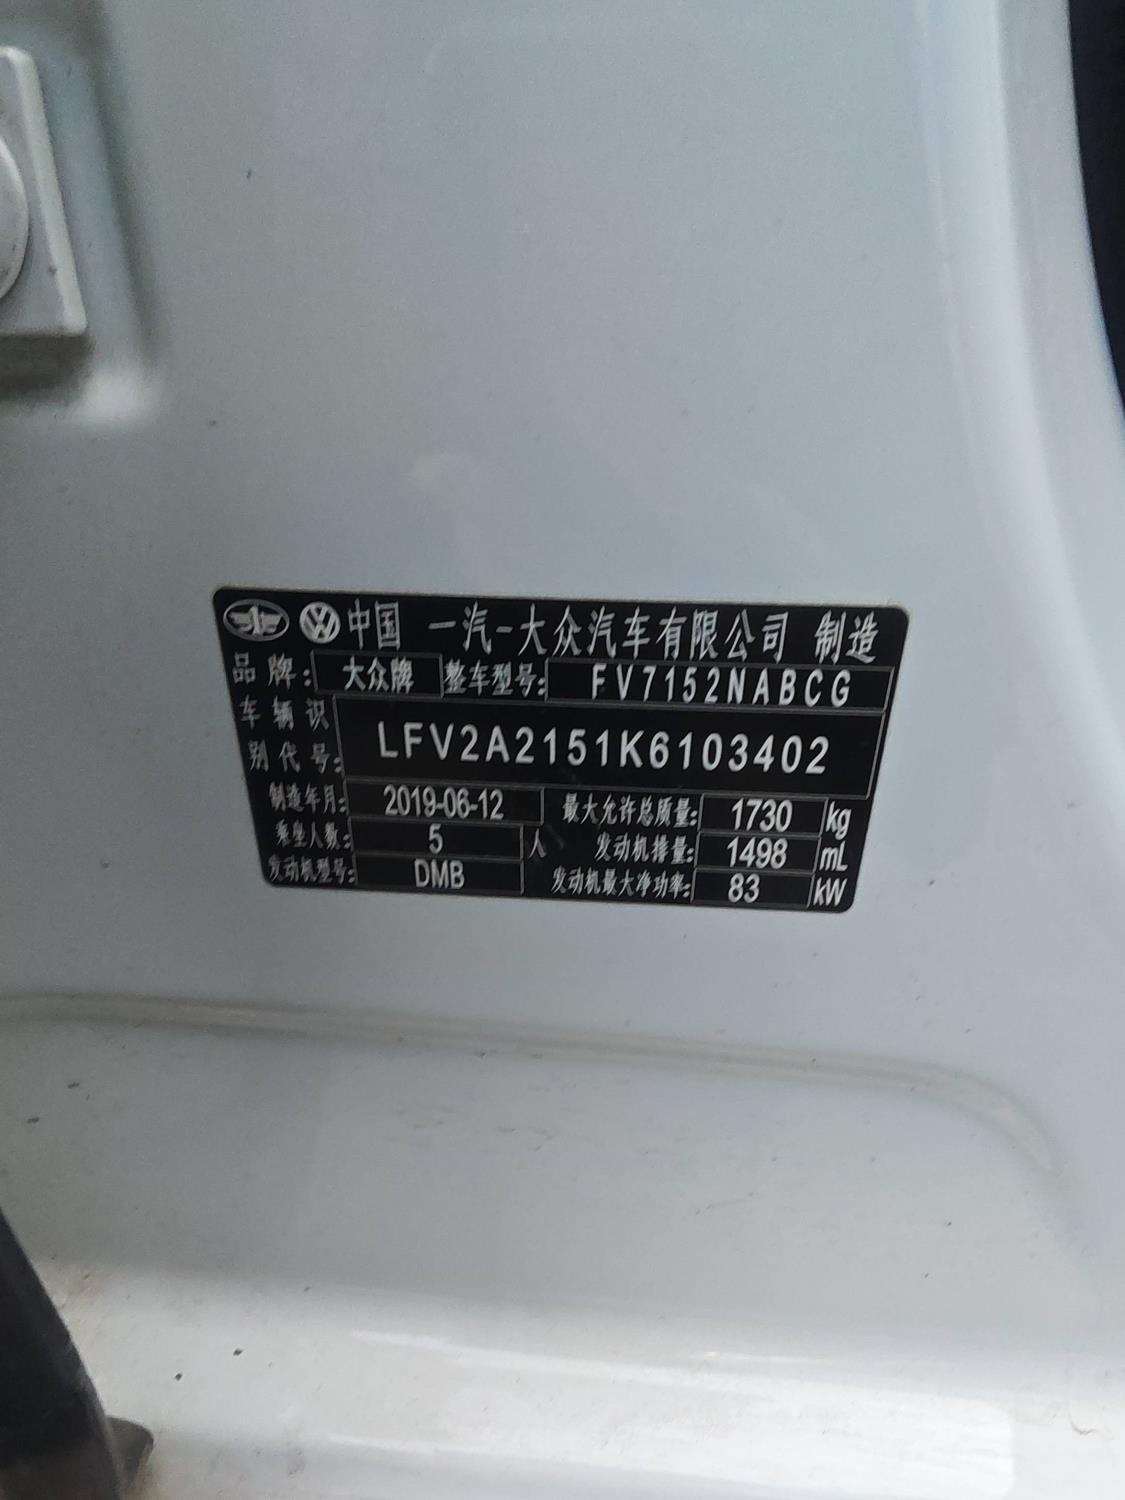 中国 一汽-大众汽车有限公司 制造
品牌: 大众牌 整车型号: FV7152NABCG
车辆识别代号: LFV2A2151K6103402
制造年月: 2019-06-12 最大允许总质量: 1730 kg
乘坐人数: 5 人 发动机排量: 1498 mL
发动机型号: DMB 发动机最大净功率: 83 kW